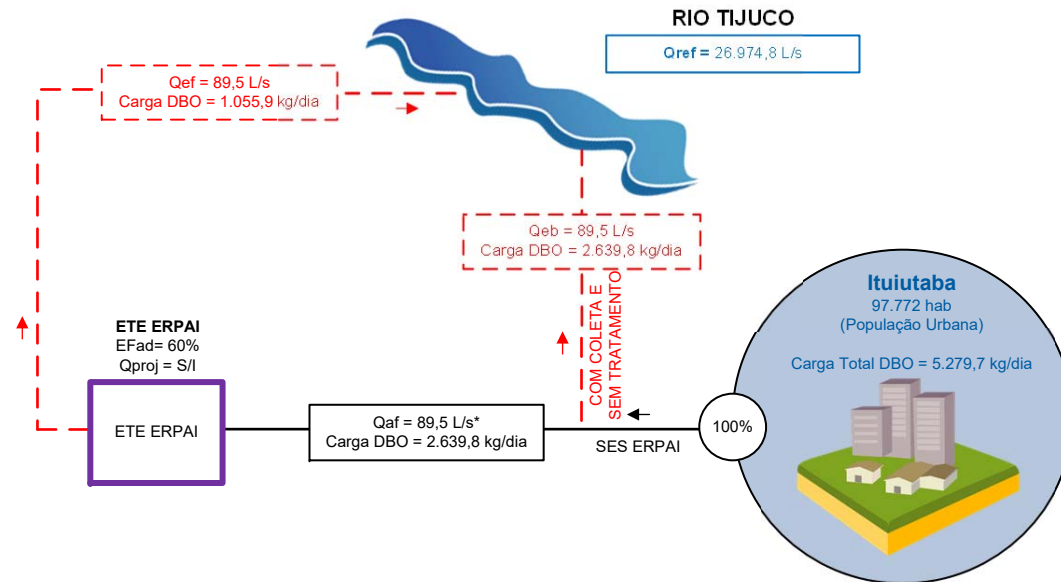 RIO TIJUCO
Qref = 26.974,8 L/s
Qef = 89,5 L/s
Carga DBO = 1.055,9 kg/dia
Qeb = 89,5 L/s
Carga DBO = 2.639,8 kg/dia
COM COLETA E
SEM TRATAMENTO
Ituiutaba
97.772 hab
(População Urbana)
Carga Total DBO = 5.279,7 kg/dia
ETE ERPAI
EFad= 60%
Qproj = S/I
ETE ERPAI
Qaf = 89,5 L/s*
Carga DBO = 2.639,8 kg/dia
SES ERPAI
100%